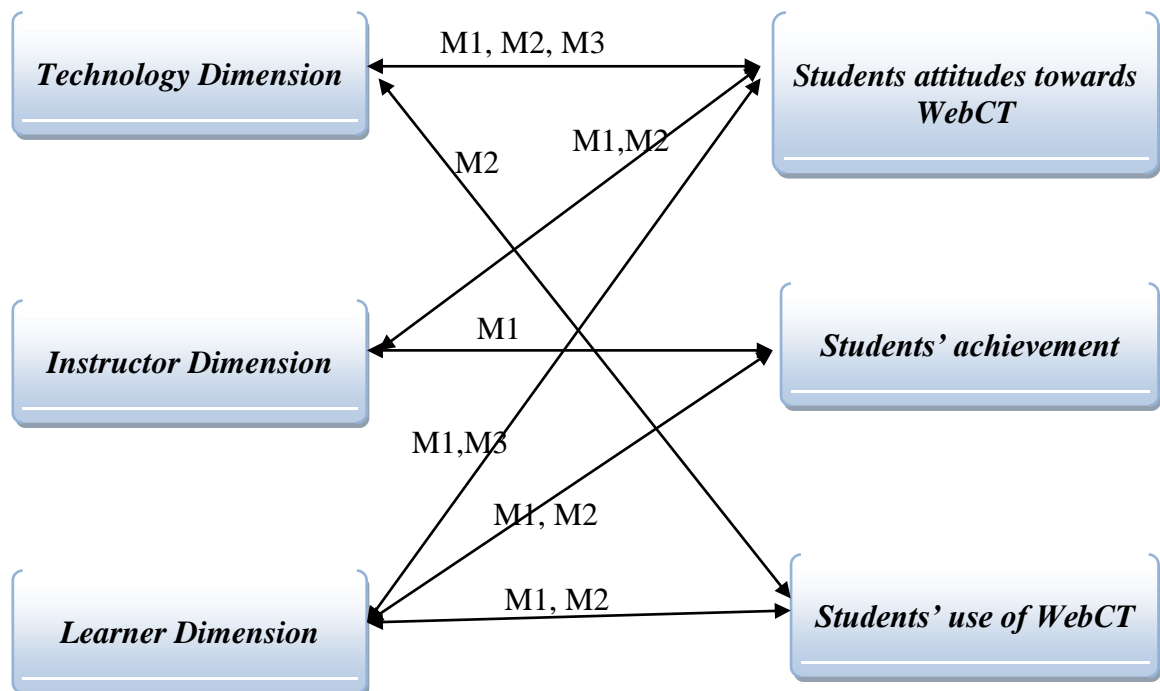 M1, M2, M3
Technology Dimension
Students attitudes towards
WebCT
M1,M2
M2
M1
Instructor Dimension
Students’ achievement
M1,M3
M1, M2
M1, M2
Learner Dimension
Students’ use of WebCT